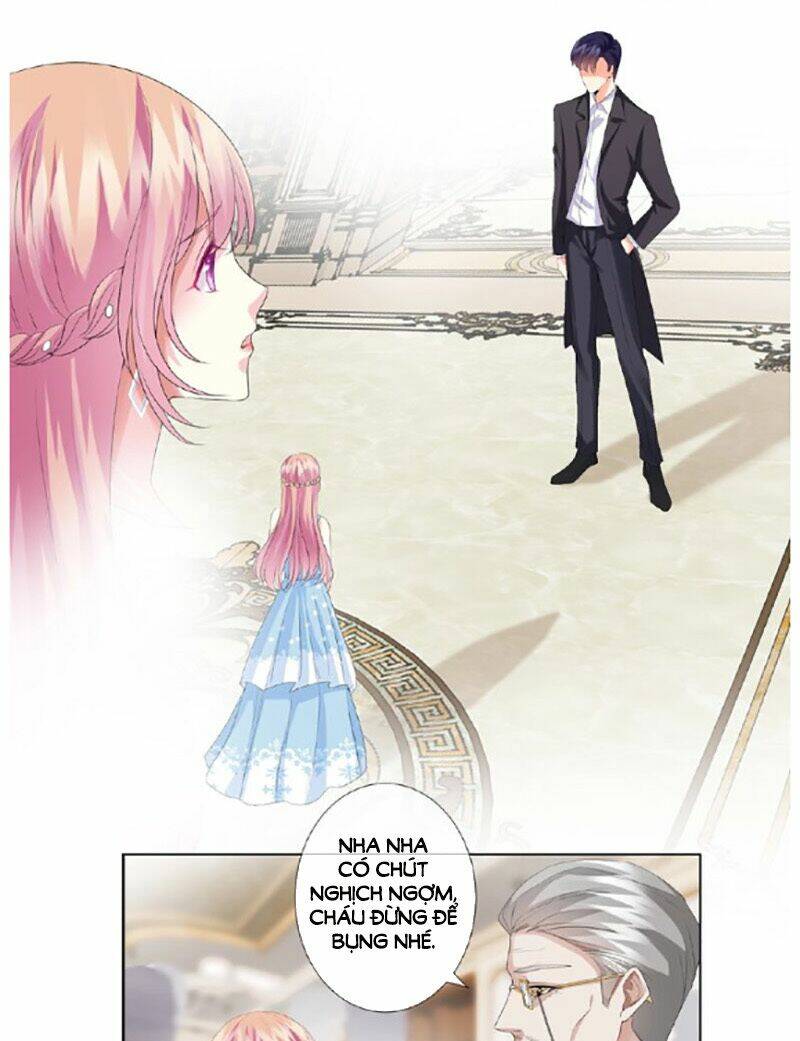 NHA NHA
CÓ CHÚT
NGHỊCH NGỢM,
CHÁU ĐỪNG ĐỂ
BỤNG NHÉ.